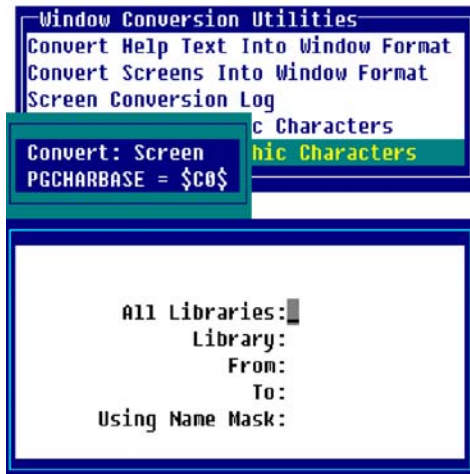 Window Conversion Utilities
Convert Help Text Into Window Format
Convert Screens Into Window Format
Screen Conversion Log
c Characters
hic Characters
Convert: Screen
PGCHARBASE = $C0$
All Libraries:
Library:
From:
To:
Using Name Mask: